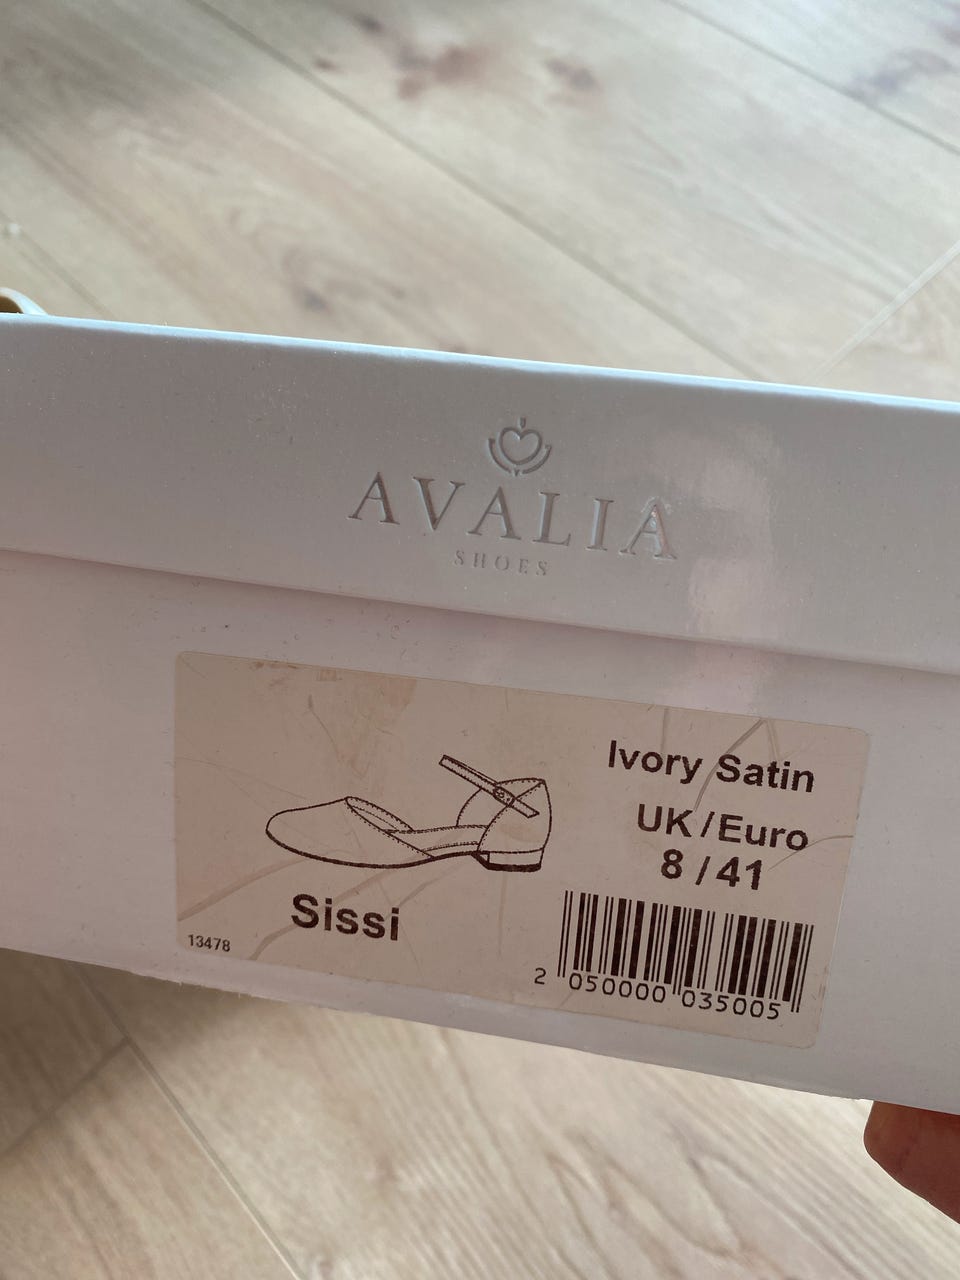 AVALIA
SHOES
Ivory Satin
UK/Euro
8/41
Sissi
13478
2 050000 035005